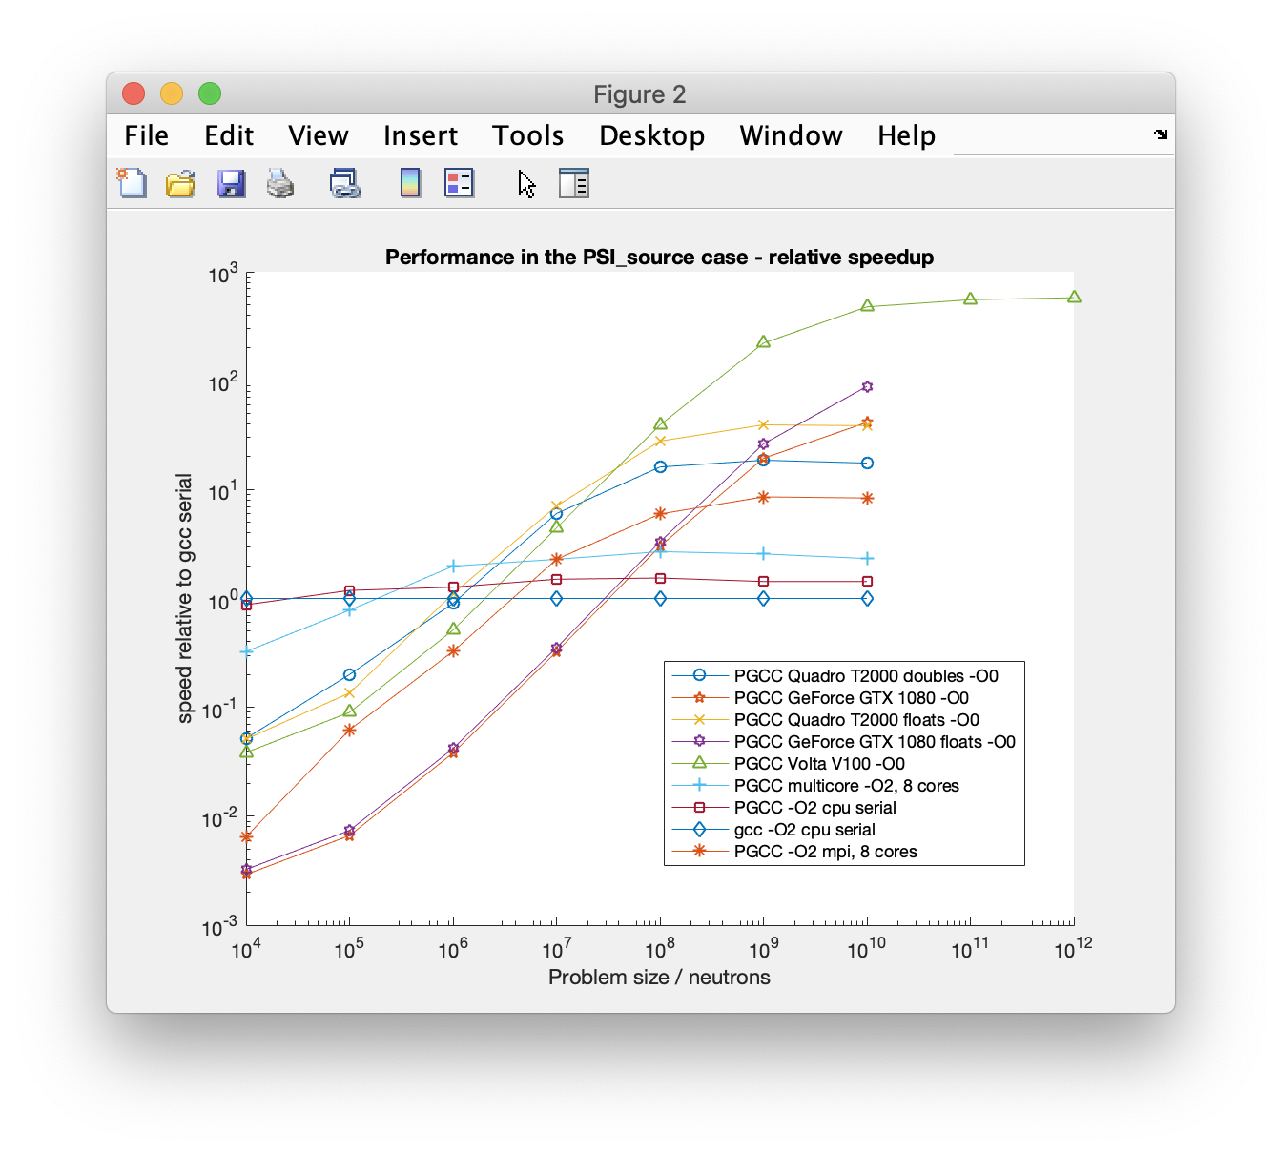 Figure 2
File Edit View Insert Tools Desktop Window Help
Performance in the PSI_source case - relative speedup
10^3
10^2
10^1
10^0
10^-1
10^-2
10^-3
speed relative to gcc serial
PGCC Quadro T2000 doubles -O0
PGCC GeForce GTX 1080 -O0
PGCC Quadro T2000 floats -O0
PGCC GeForce GTX 1080 floats -O0
PGCC Volta V100 -O0
PGCC multicore -O2, 8 cores
PGCC -O2 cpu serial
gcc -O2 cpu serial
PGCC -O2 mpi, 8 cores
10^4 10^5 10^6 10^7 10^8 10^9 10^10 10^11 10^12
Problem size / neutrons